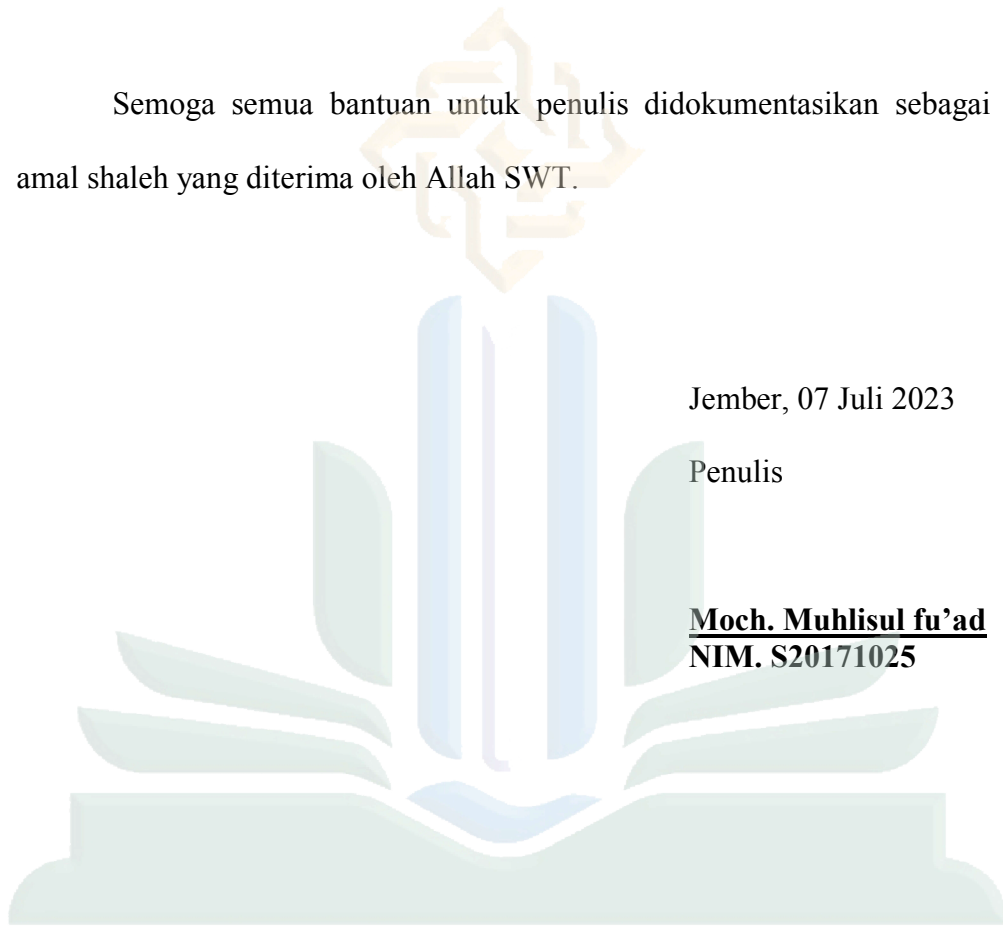 Semoga semua bantuan untuk penulis didokumentasikan sebagai
amal shaleh yang diterima oleh Allah SWT.
Jember, 07 Juli 2023
Penulis
Moch. Muhlisul fu’ad
NIM. S20171025